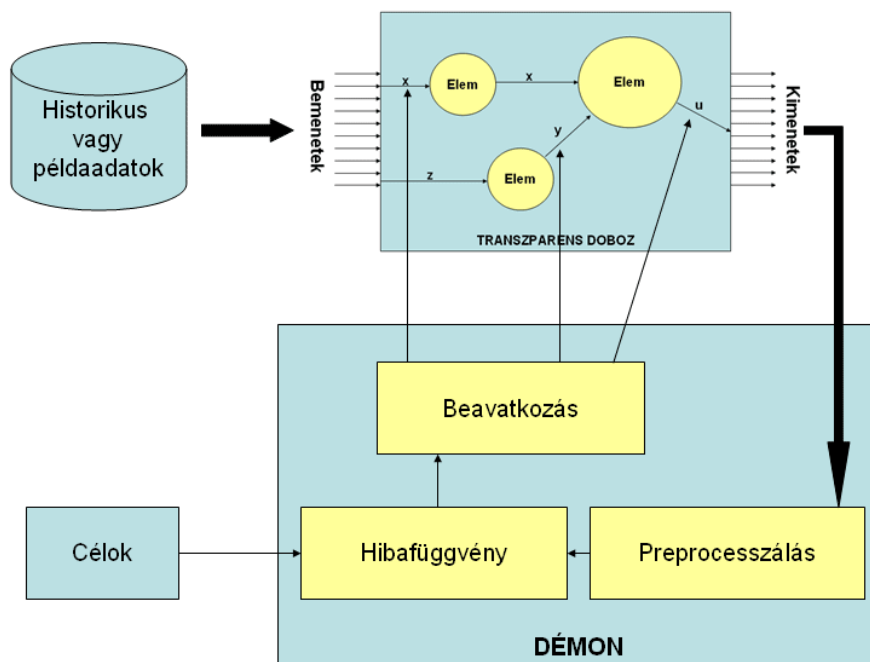 Historikus
vagy
példaadatok
Bemenetek
x
Elem
x
Elem
y
u
z
Elem
TRANSZPARENS DOBOZ
Kimenetek
Beavatkozás
Célok
Hibafüggvény
Preprocesszálás
DÉMON